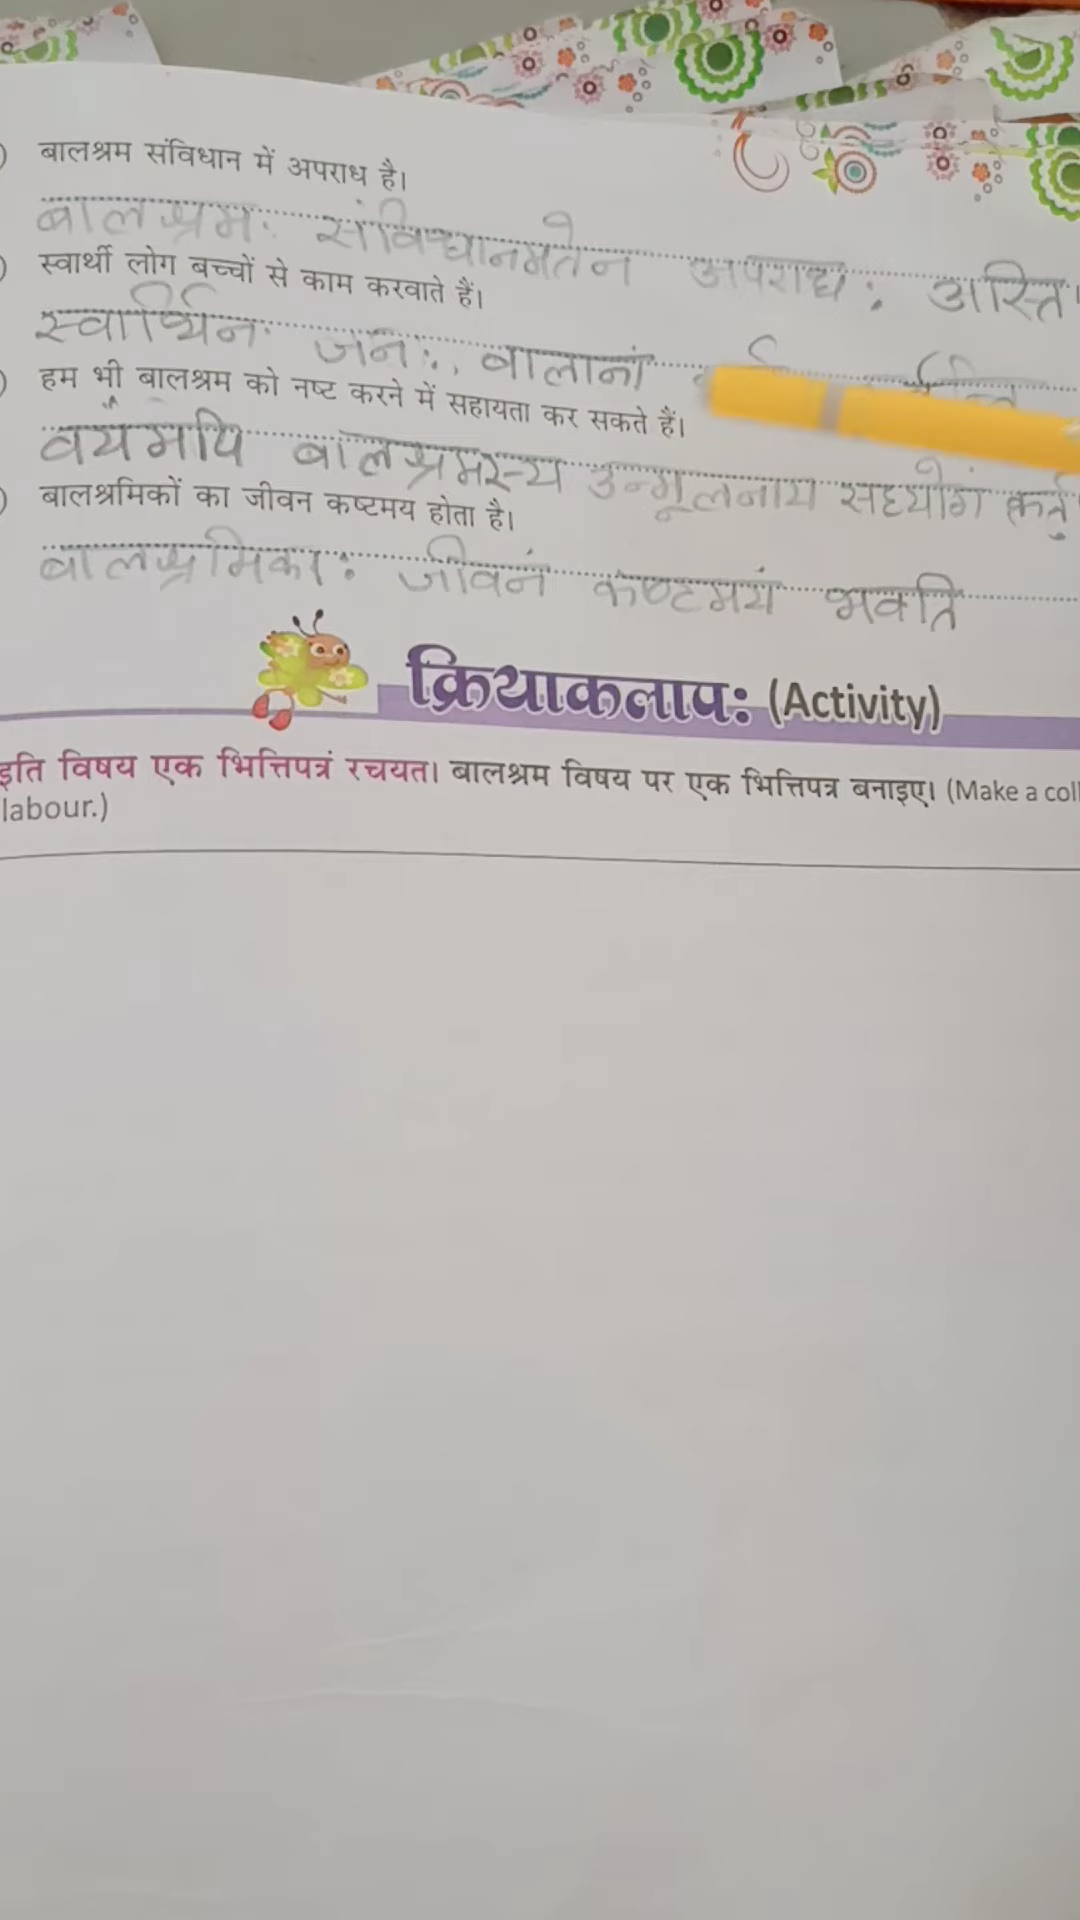 बालश्रम संविधान में अपराध है।
बालश्रमः संविधानमतेन अपराधः अस्ति।
स्वार्थी लोग बच्चों से काम करवाते हैं।
स्वार्थिनः जनाः बालानां
हम भी बालश्रम को नष्ट करने में सहायता कर सकते हैं।
वयमपि बालश्रमस्य उन्मूलनाय सहयोगं कर्तु
बालश्रमिकों का जीवन कष्टमय होता है।
बालश्रमिकाः जीवनं कष्टमयं भवति
क्रियाकलापः (Activity)
इति विषय एक भित्तिपत्रं रचयत। बालश्रम विषय पर एक भित्तिपत्र बनाइए। (Make a coll
labour.)